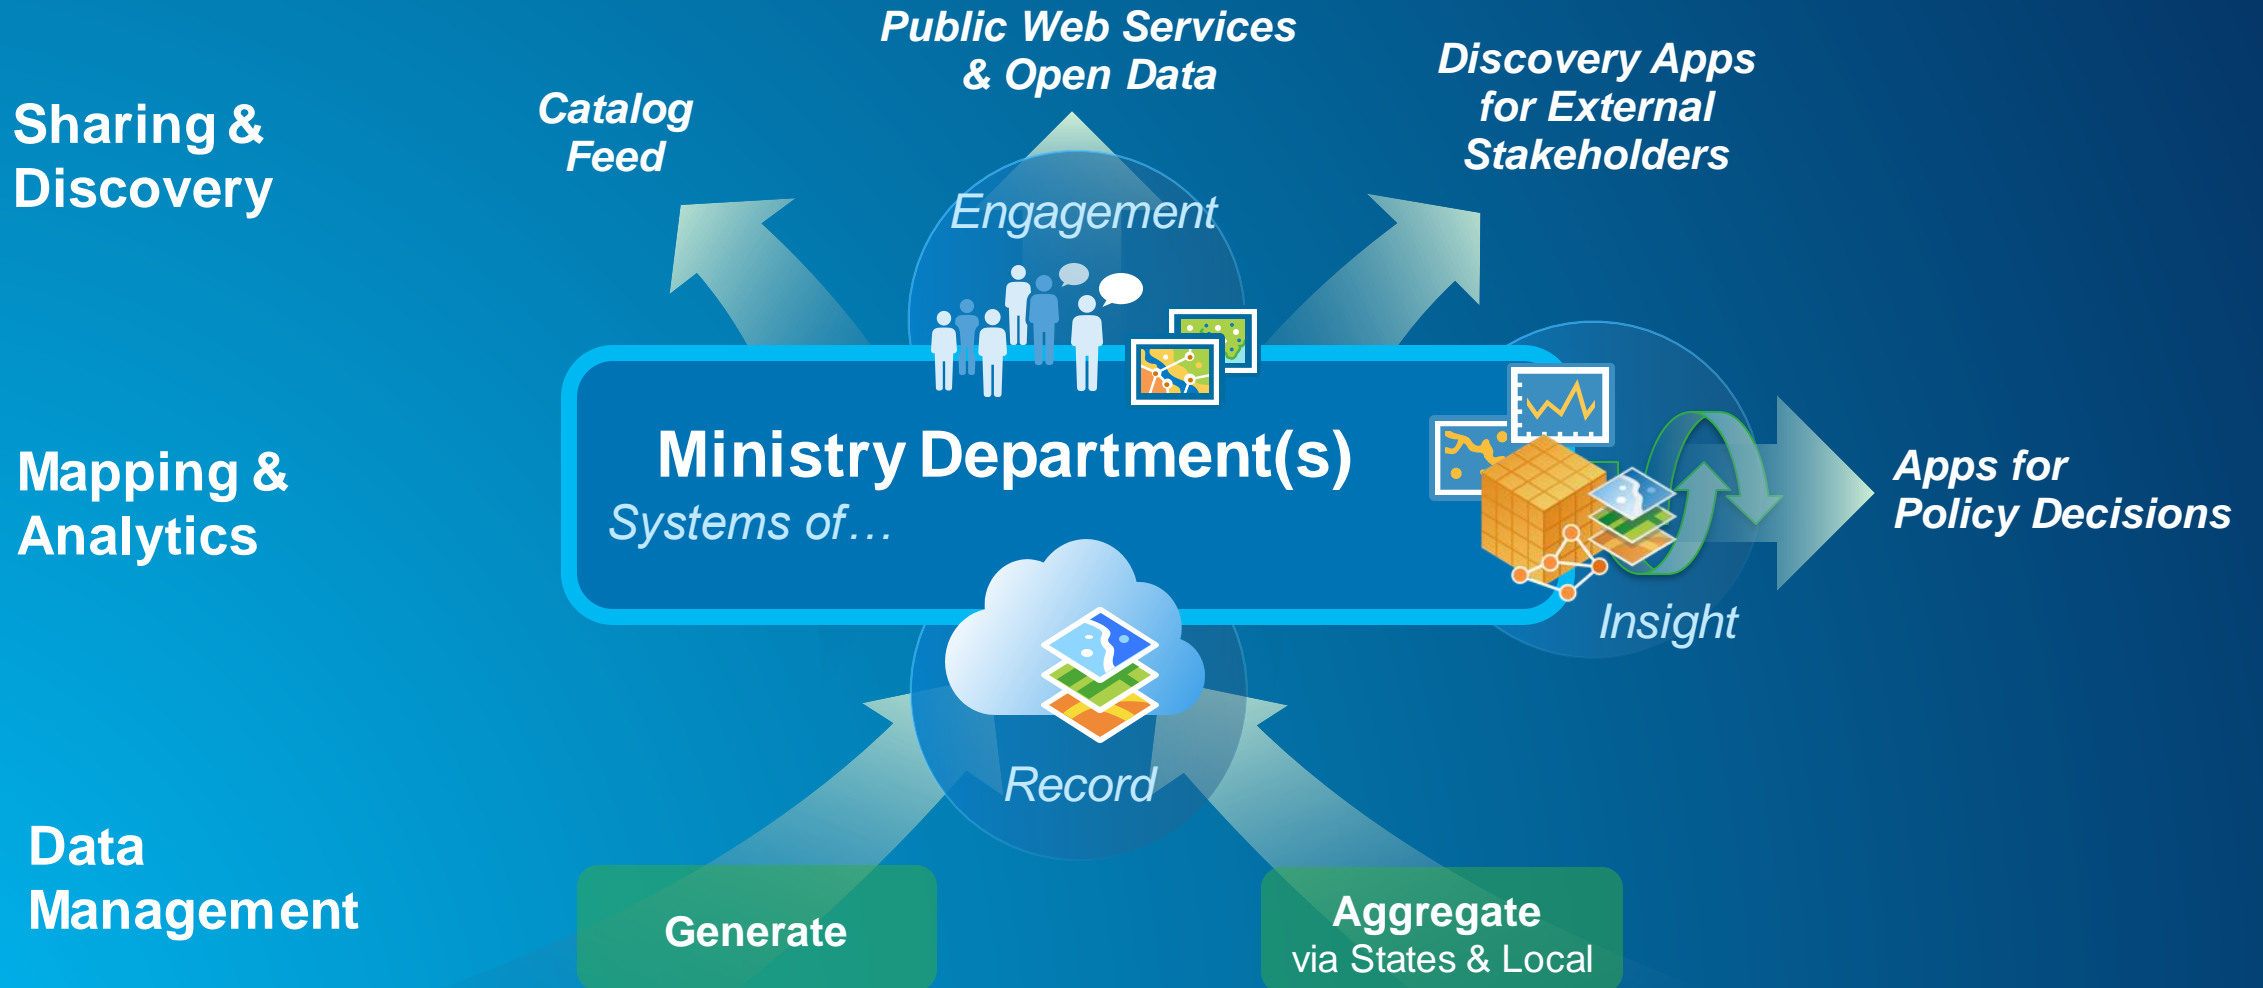 Public Web Services
& Open Data
Discovery Apps
for External
Stakeholders
Catalog
Feed
Sharing &
Discovery
Engagement
Ministry Department(s)
Systems of…
Mapping &
Analytics
Apps for
Policy Decisions
Insight
Record
Data
Management
Generate
Aggregate
via States & Local